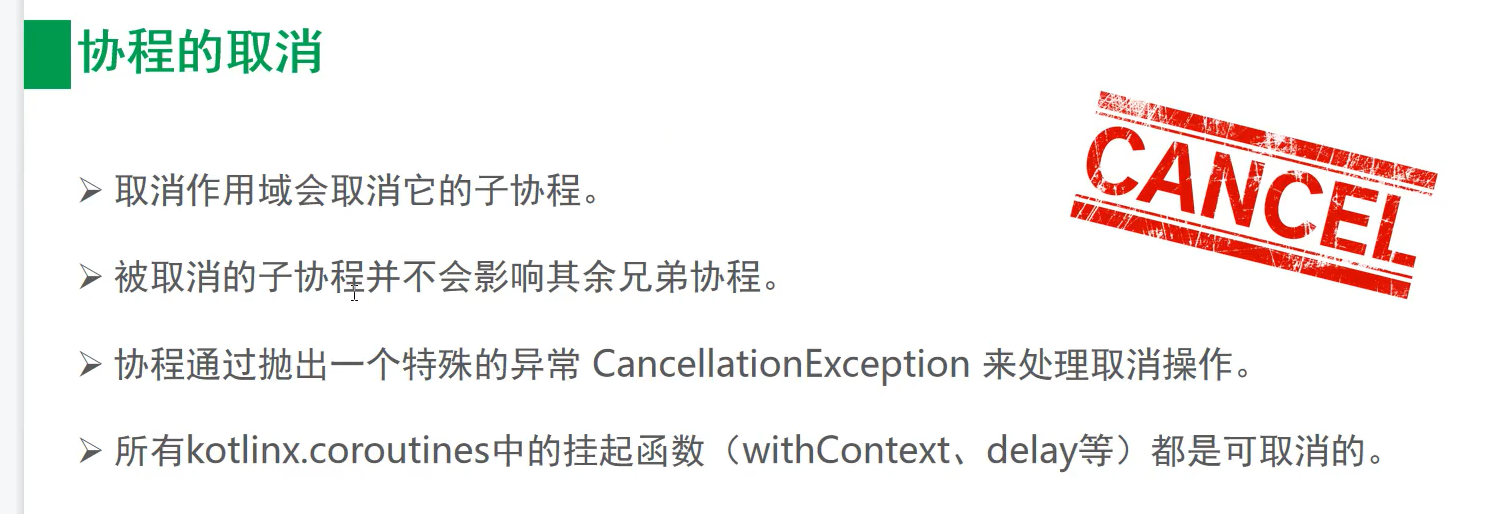 协程的取消
CANCEL
取消作用域会取消它的子协程。
被取消的子协程并不会影响其余兄弟协程。
协程通过抛出一个特殊的异常 CancellationException 来处理取消操作。
所有kotlinx.coroutines中的挂起函数（withContext、delay等）都是可取消的。